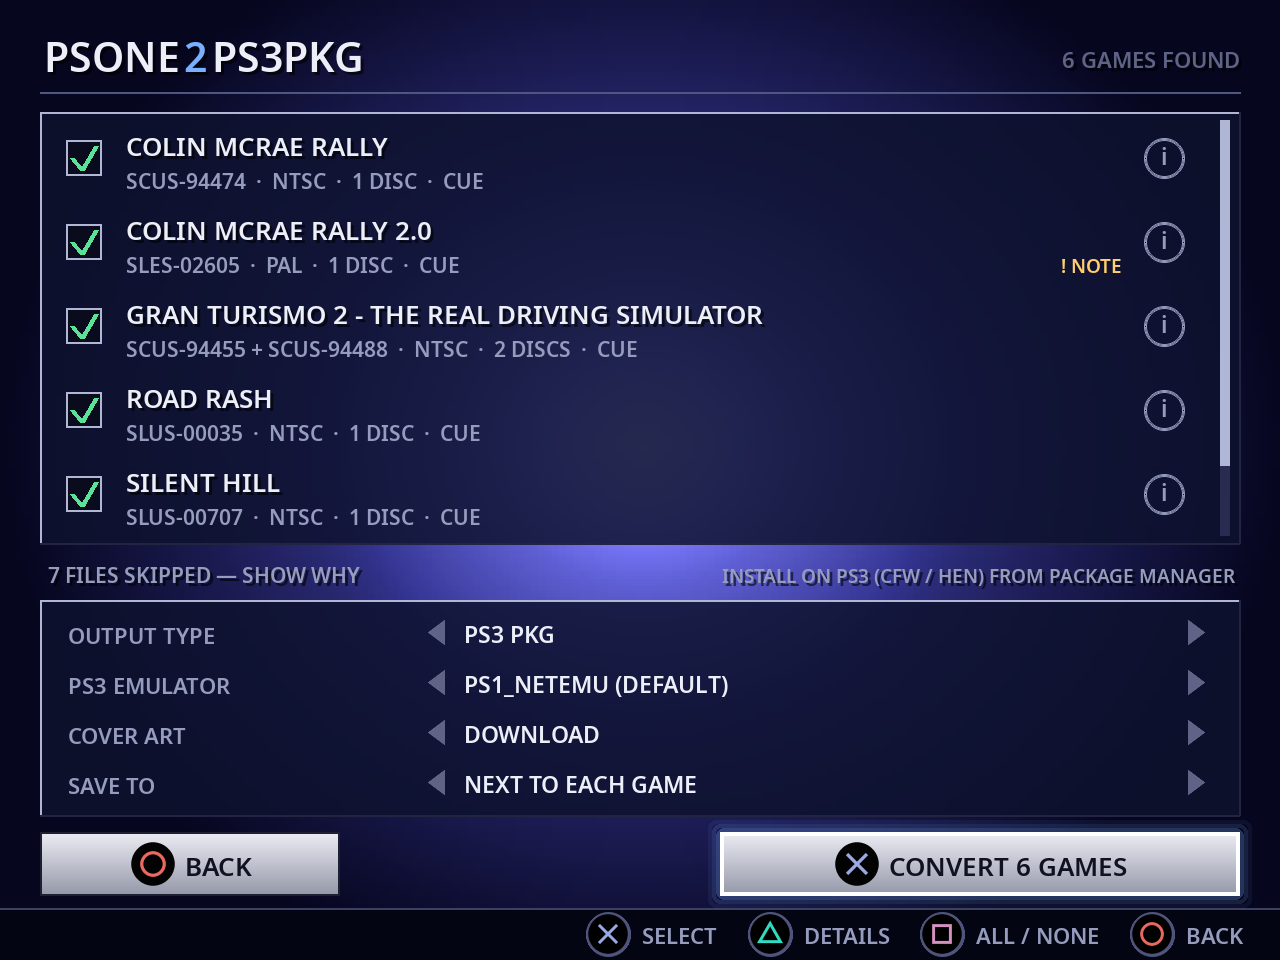 PSONE2PS3PKG
6 GAMES FOUND
COLIN MCRAE RALLY
SCUS-94474 · NTSC · 1 DISC · CUE
COLIN MCRAE RALLY 2.0
SLES-02605 · PAL · 1 DISC · CUE
! NOTE
GRAN TURISMO 2 - THE REAL DRIVING SIMULATOR
SCUS-94455 + SCUS-94488 · NTSC · 2 DISCS · CUE
ROAD RASH
SLUS-00035 · NTSC · 1 DISC · CUE
SILENT HILL
SLUS-00707 · NTSC · 1 DISC · CUE
7 FILES SKIPPED — SHOW WHY
INSTALL ON PS3 (CFW / HEN) FROM PACKAGE MANAGER
OUTPUT TYPE
PS3 PKG
PS3 EMULATOR
PS1_NETEMU (DEFAULT)
COVER ART
DOWNLOAD
SAVE TO
NEXT TO EACH GAME
BACK
CONVERT 6 GAMES
SELECT
DETAILS
ALL / NONE
BACK